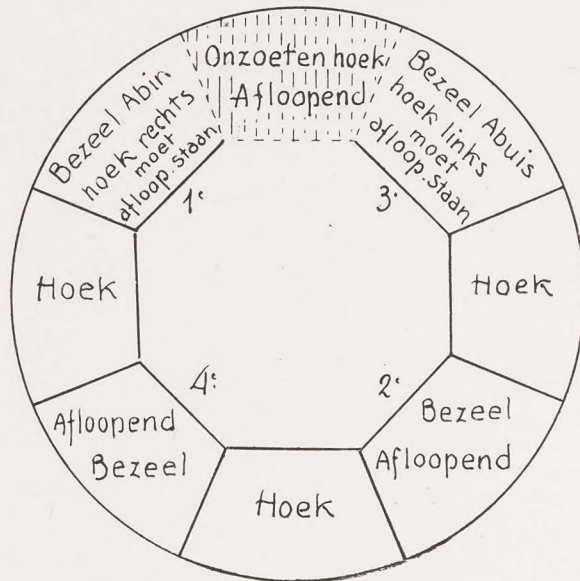 Onzoeten hoek
Afloopend
Bezeel Abin
hoek rechts
moet
afloop. staan
1e
Bezeel Abuis
hoek links
moet
afloop. staan
3e
Hoek
Hoek
4e
Afloopend
Bezeel
2e
Bezeel
Afloopend
Hoek